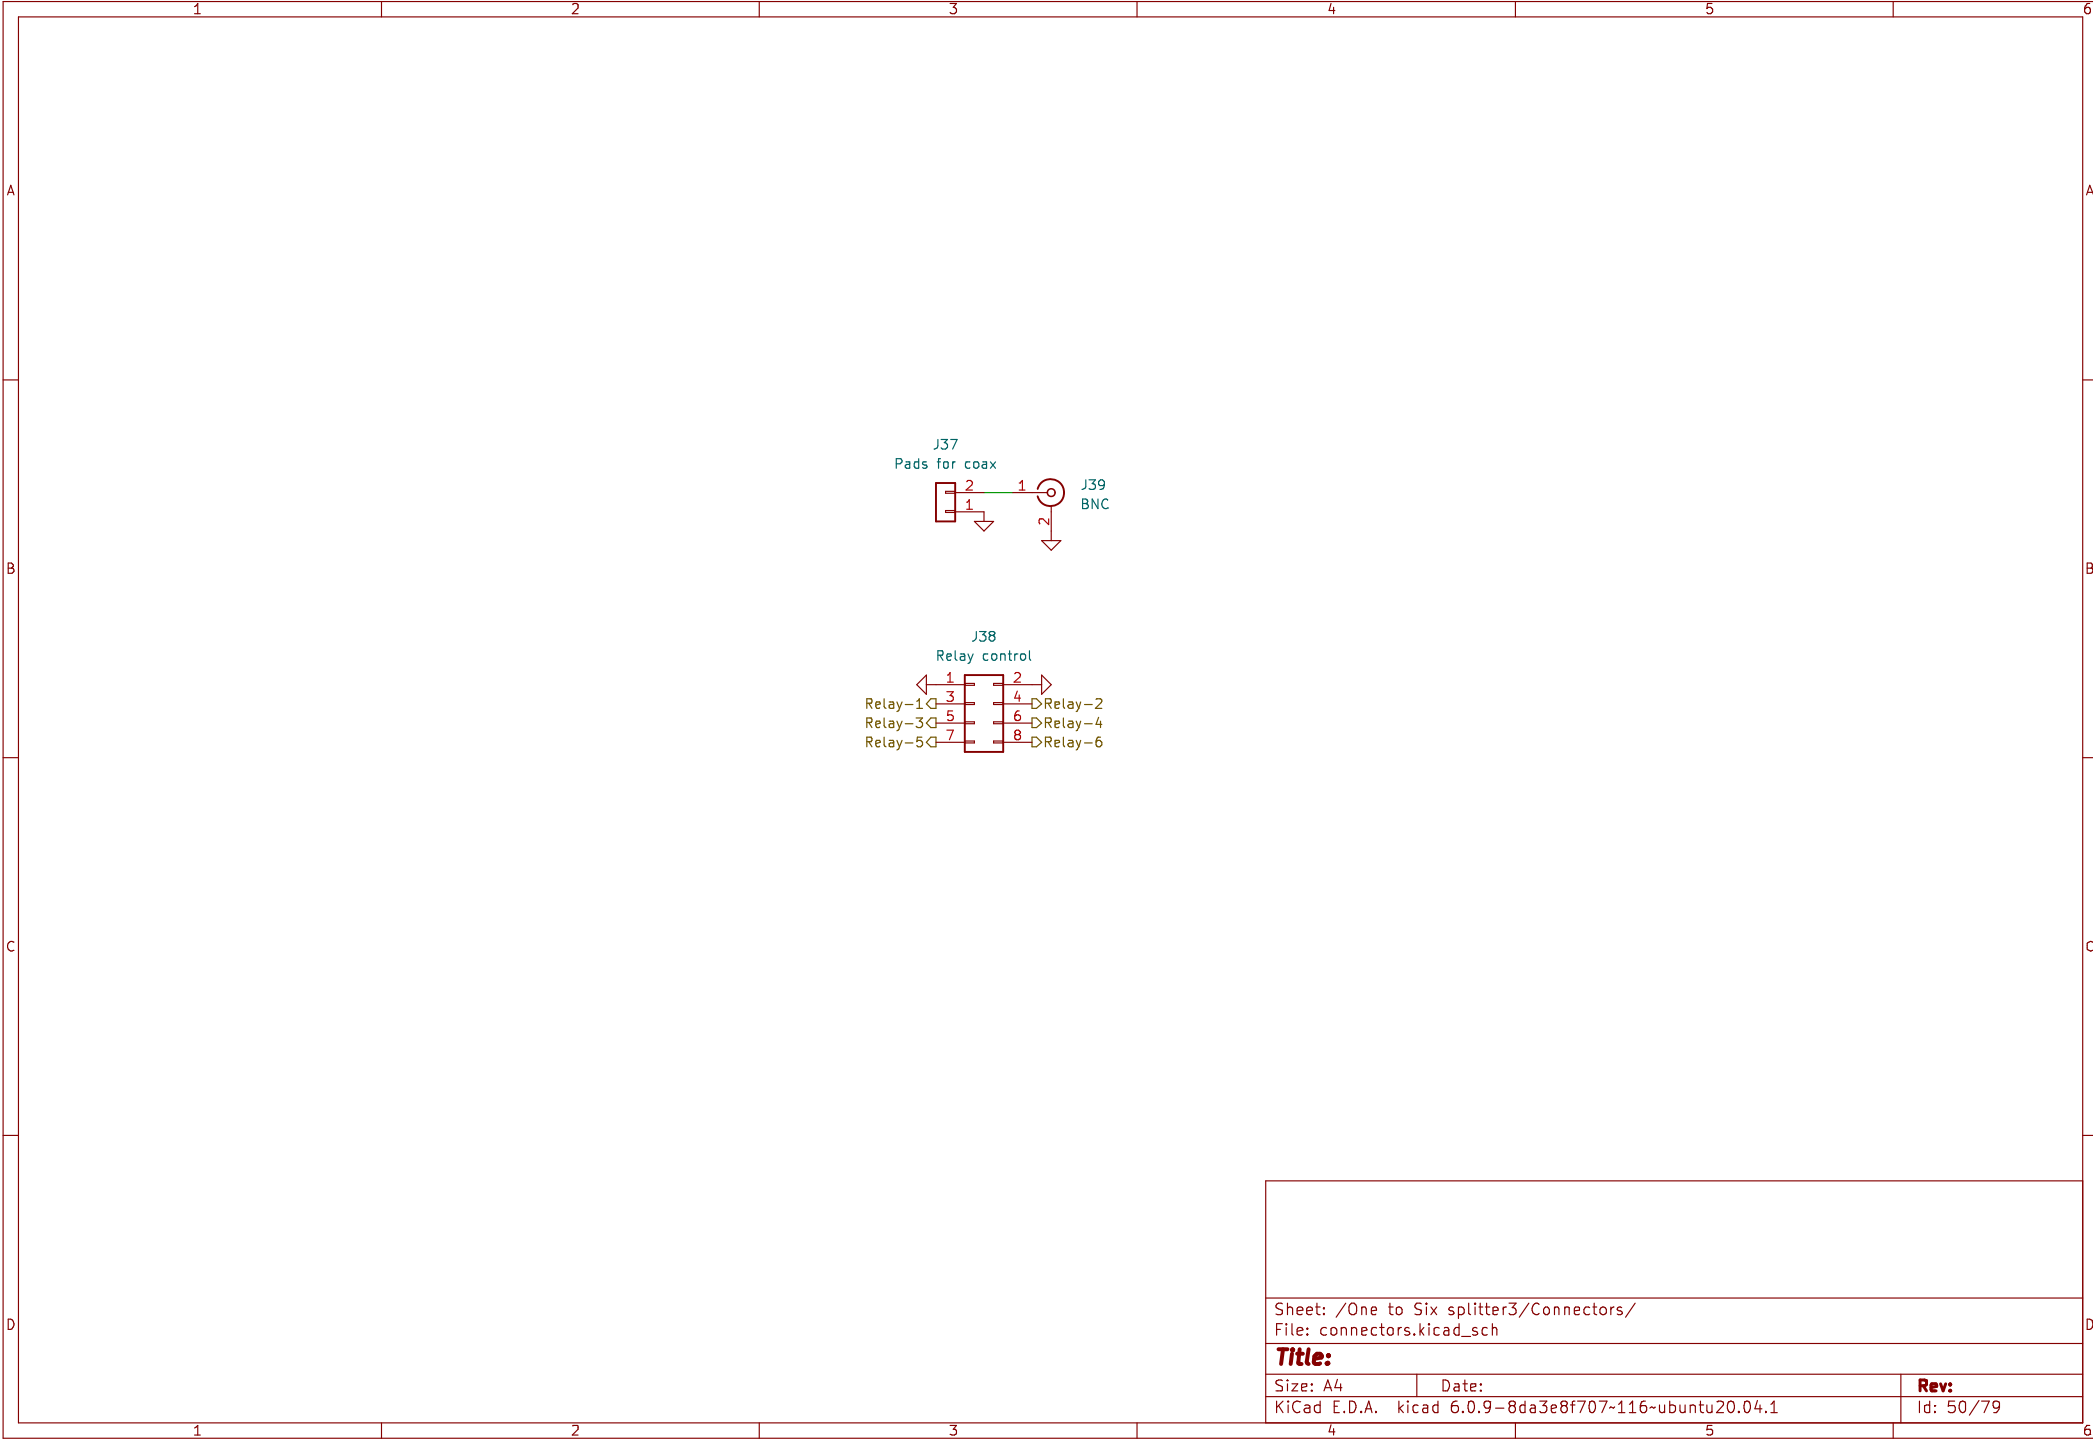 1 2 3 4 5 6
A A
J37
Pads for coax
2 1 J39
1 BNC
2
B B
J38
Relay control
1 2
Relay-1 3 4 Relay-2
Relay-3 5 6 Relay-4
Relay-5 7 8 Relay-6
C C
Sheet: /One to Six splitter3/Connectors/
D D
File: connectors.kicad_sch
Title:
Size: A4 Date: Rev:
KiCad E.D.A. kicad 6.0.9-8da3e8f707~116~ubuntu20.04.1 Id: 50/79
1 2 3 4 5 6